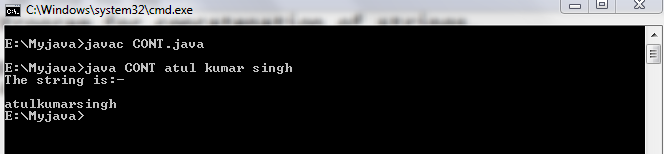 C:\Windows\system32\cmd.exe
E:\Myjava>javac CONT.java
E:\Myjava>java CONT atul kumar singh
The string is:-
atulkumarsingh
E:\Myjava>